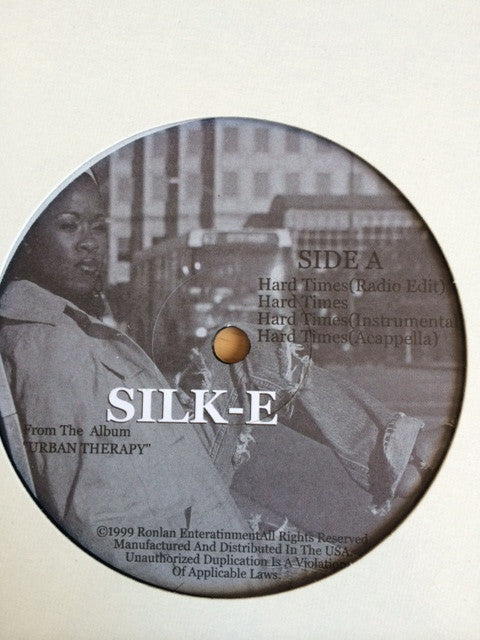 SIDE A
Hard Times(Radio Edit)
Hard Times
Hard Times(Instrumental
Hard Times(Acappella)
SILK-E
From The Album
"URBAN THERAPY"
©1999 Ronlan EnteratinmentAll Rights Reserved
Manufactured And Distributed In The USA.
Unauthorized Duplication Is A Violation
Of Applicable Laws.